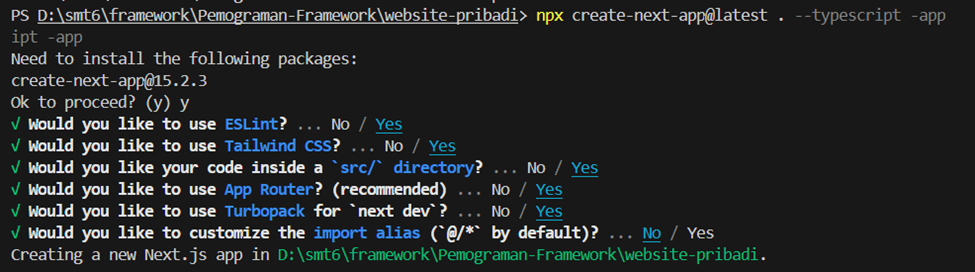 PS D:\smt6\framework\Pemograman-Framework\website-pribadi> npx create-next-app@latest . --typescript -app
ipt -app
Need to install the following packages:
create-next-app@15.2.3
Ok to proceed? (y) y
√ Would you like to use ESLint? ... No / Yes
√ Would you like to use Tailwind CSS? ... No / Yes
√ Would you like your code inside a `src/` directory? ... No / Yes
√ Would you like to use App Router? (recommended) ... No / Yes
√ Would you like to use Turbopack for `next dev`? ... No / Yes
√ Would you like to customize the import alias (`@/*` by default)? ... No / Yes
Creating a new Next.js app in D:\smt6\framework\Pemograman-Framework\website-pribadi.